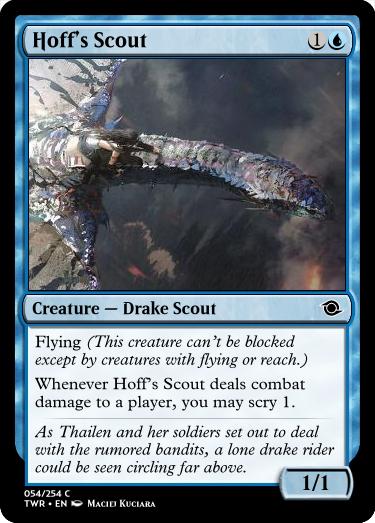 Hoff's Scout 1
Creature — Drake Scout
Flying (This creature can't be blocked
except by creatures with flying or reach.)
Whenever Hoff's Scout deals combat
damage to a player, you may scry 1.
As Thailen and her soldiers set out to deal
with the rumored bandits, a lone drake rider
could be seen circling far above.
1/1
054/254 C
TWR • EN Maciej Kuciara